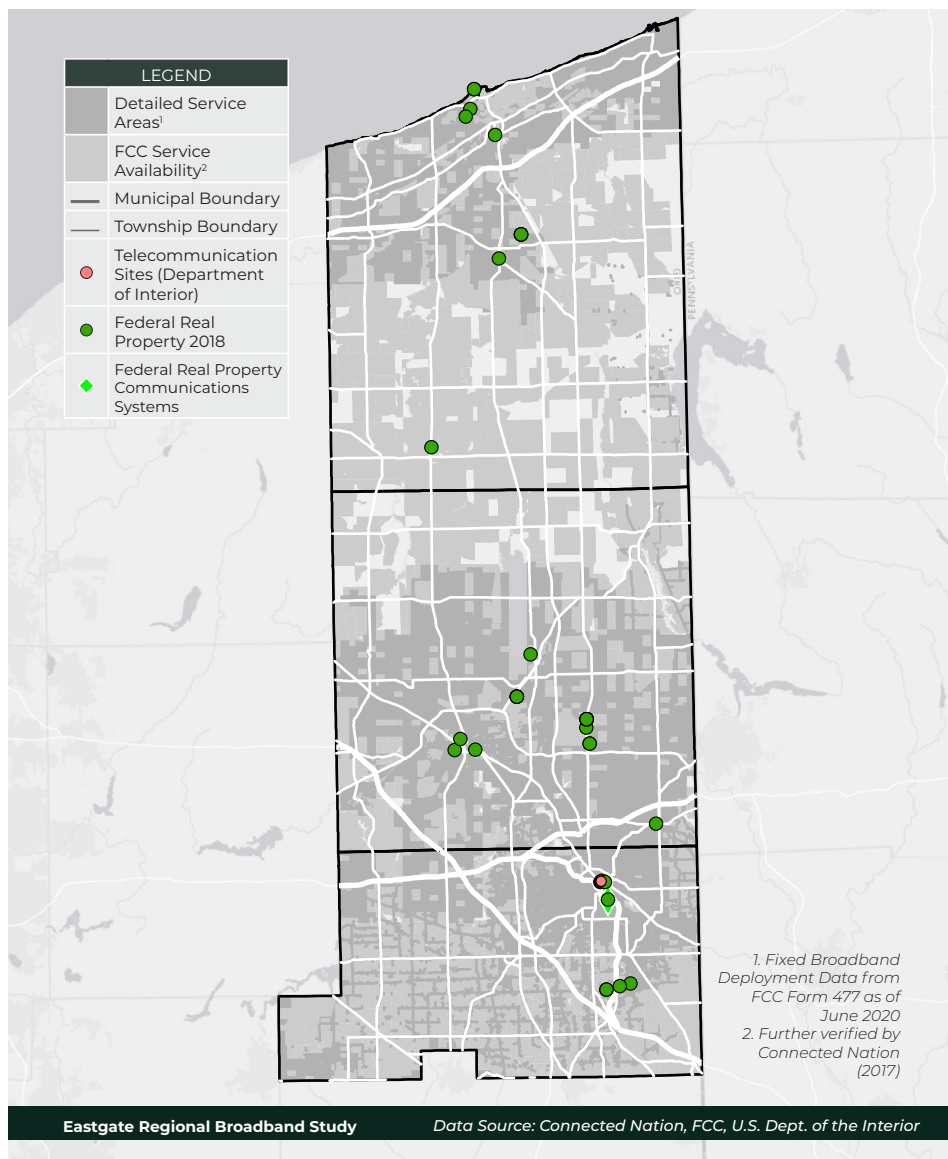 LEGEND
Detailed Service
Areas¹
FCC Service
Availability²
Municipal Boundary
Township Boundary
Telecommunication
Sites (Department
of Interior)
Federal Real
Property 2018
Federal Real Property
Communications
Systems
OHIO
PENNSYLVANIA
1. Fixed Broadband
Deployment Data from
FCC Form 477 as of
June 2020
2. Further verified by
Connected Nation
(2017)
Eastgate Regional Broadband Study
Data Source: Connected Nation, FCC, U.S. Dept. of the Interior